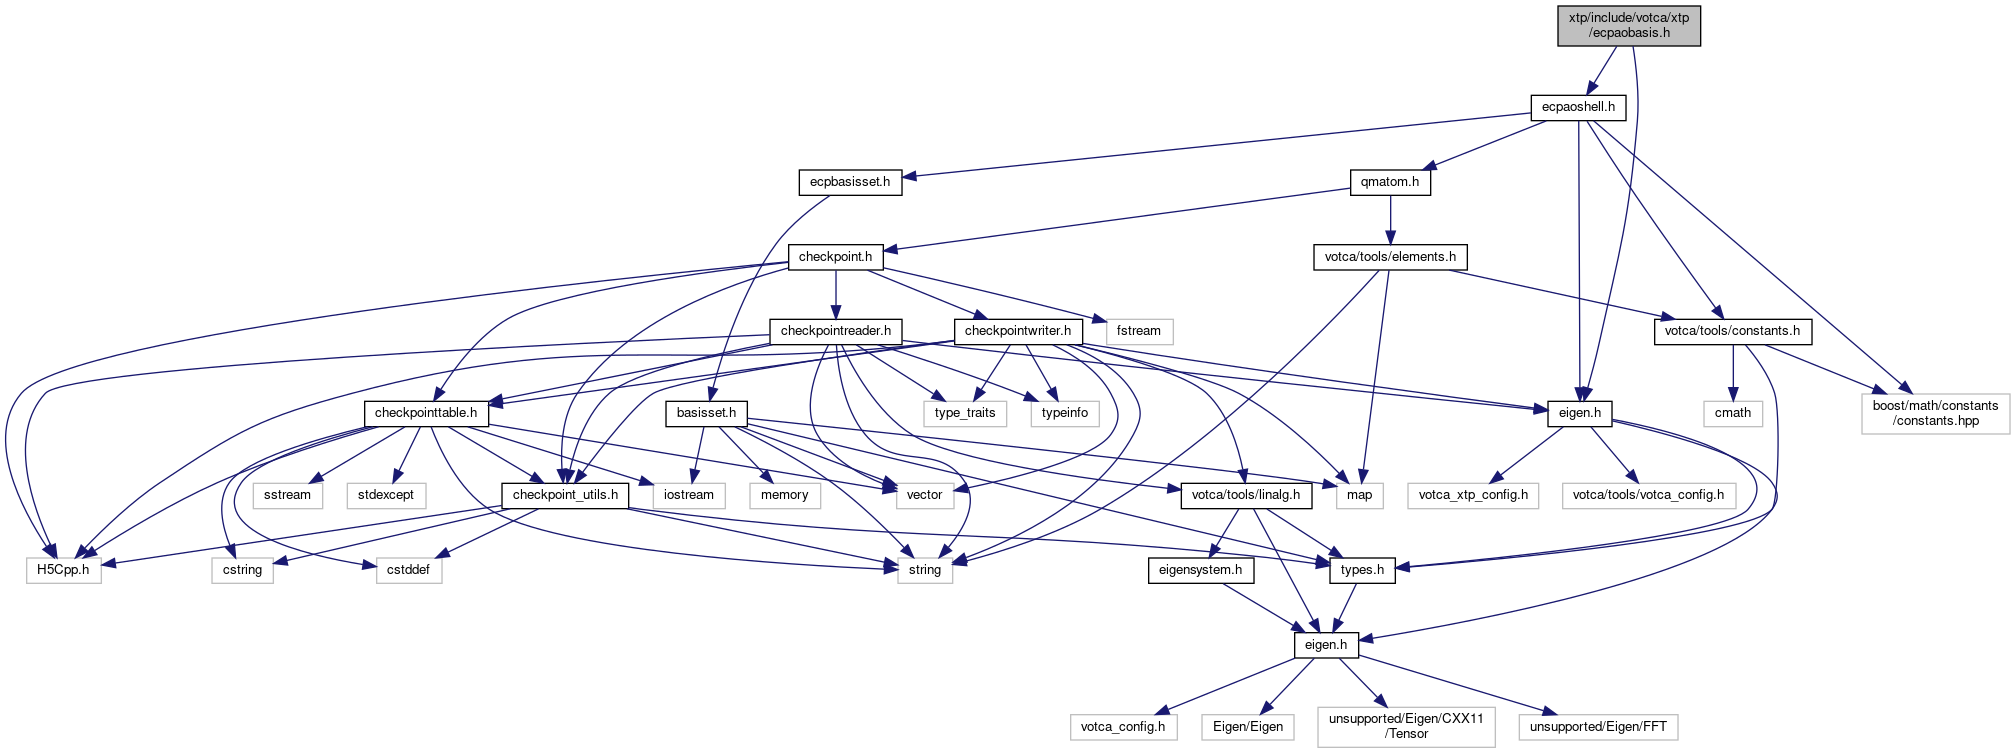 xtp/include/votca/xtp
/ecpaobasis.h
ecpaoshell.h
ecpbasisset.h
qmatom.h
checkpoint.h
votca/tools/elements.h
checkpointreader.h
checkpointwriter.h
fstream
votca/tools/constants.h
checkpointtable.h
basisset.h
type_traits
typeinfo
eigen.h
cmath
boost/math/constants
/constants.hpp
sstream
stdexcept
checkpoint_utils.h
iostream
memory
vector
votca/tools/linalg.h
map
votca_xtp_config.h
votca/tools/votca_config.h
H5Cpp.h
cstring
cstddef
string
eigensystem.h
types.h
eigen.h
votca_config.h
Eigen/Eigen
unsupported/Eigen/CXX11
/Tensor
unsupported/Eigen/FFT